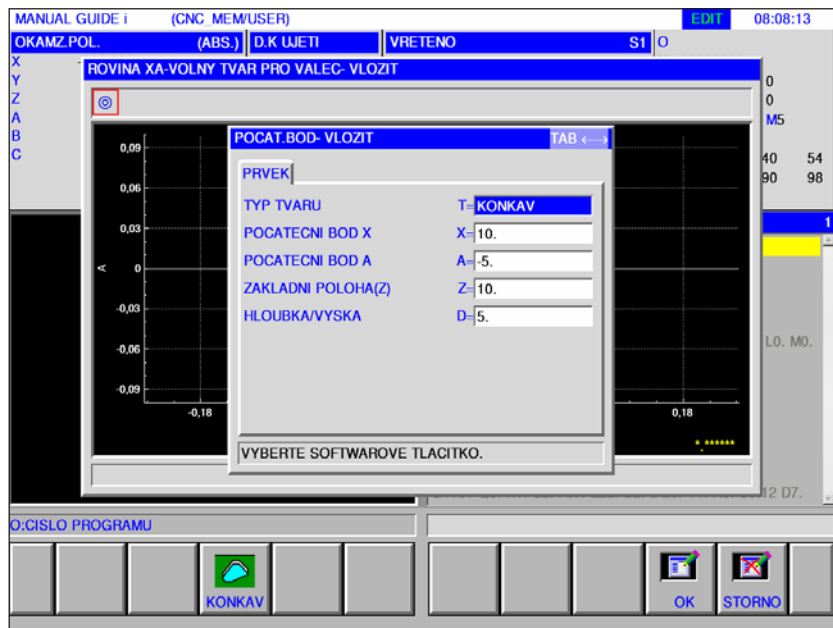 MANUAL GUIDE i (CNC_MEM/USER) EDIT 08:08:13
OKAMZ.POL. (ABS.) D.K UJETI VRETENO S1 O
X
Y 0
Z 0
A M5
B
C 40 54
90 98
ROVINA XA-VOLNY TVAR PRO VALEC- VLOZIT
POCAT.BOD- VLOZIT TAB ←→
PRVEK
TYP TVARU T= KONKAV
POCATECNI BOD X X= 10.
POCATECNI BOD A A= -5.
ZAKLADNI POLOHA(Z) Z= 10.
HLOUBKA/VYSKA D= 5.
VYBERTE SOFTWAROVE TLACITKO.
0,09
0,06
0,03
A 0
-0,03
-0,06
-0,09
-0,18 0,18
*.******
1
L0. M0.
12 D7.
O:CISLO PROGRAMU
KONKAV OK STORNO